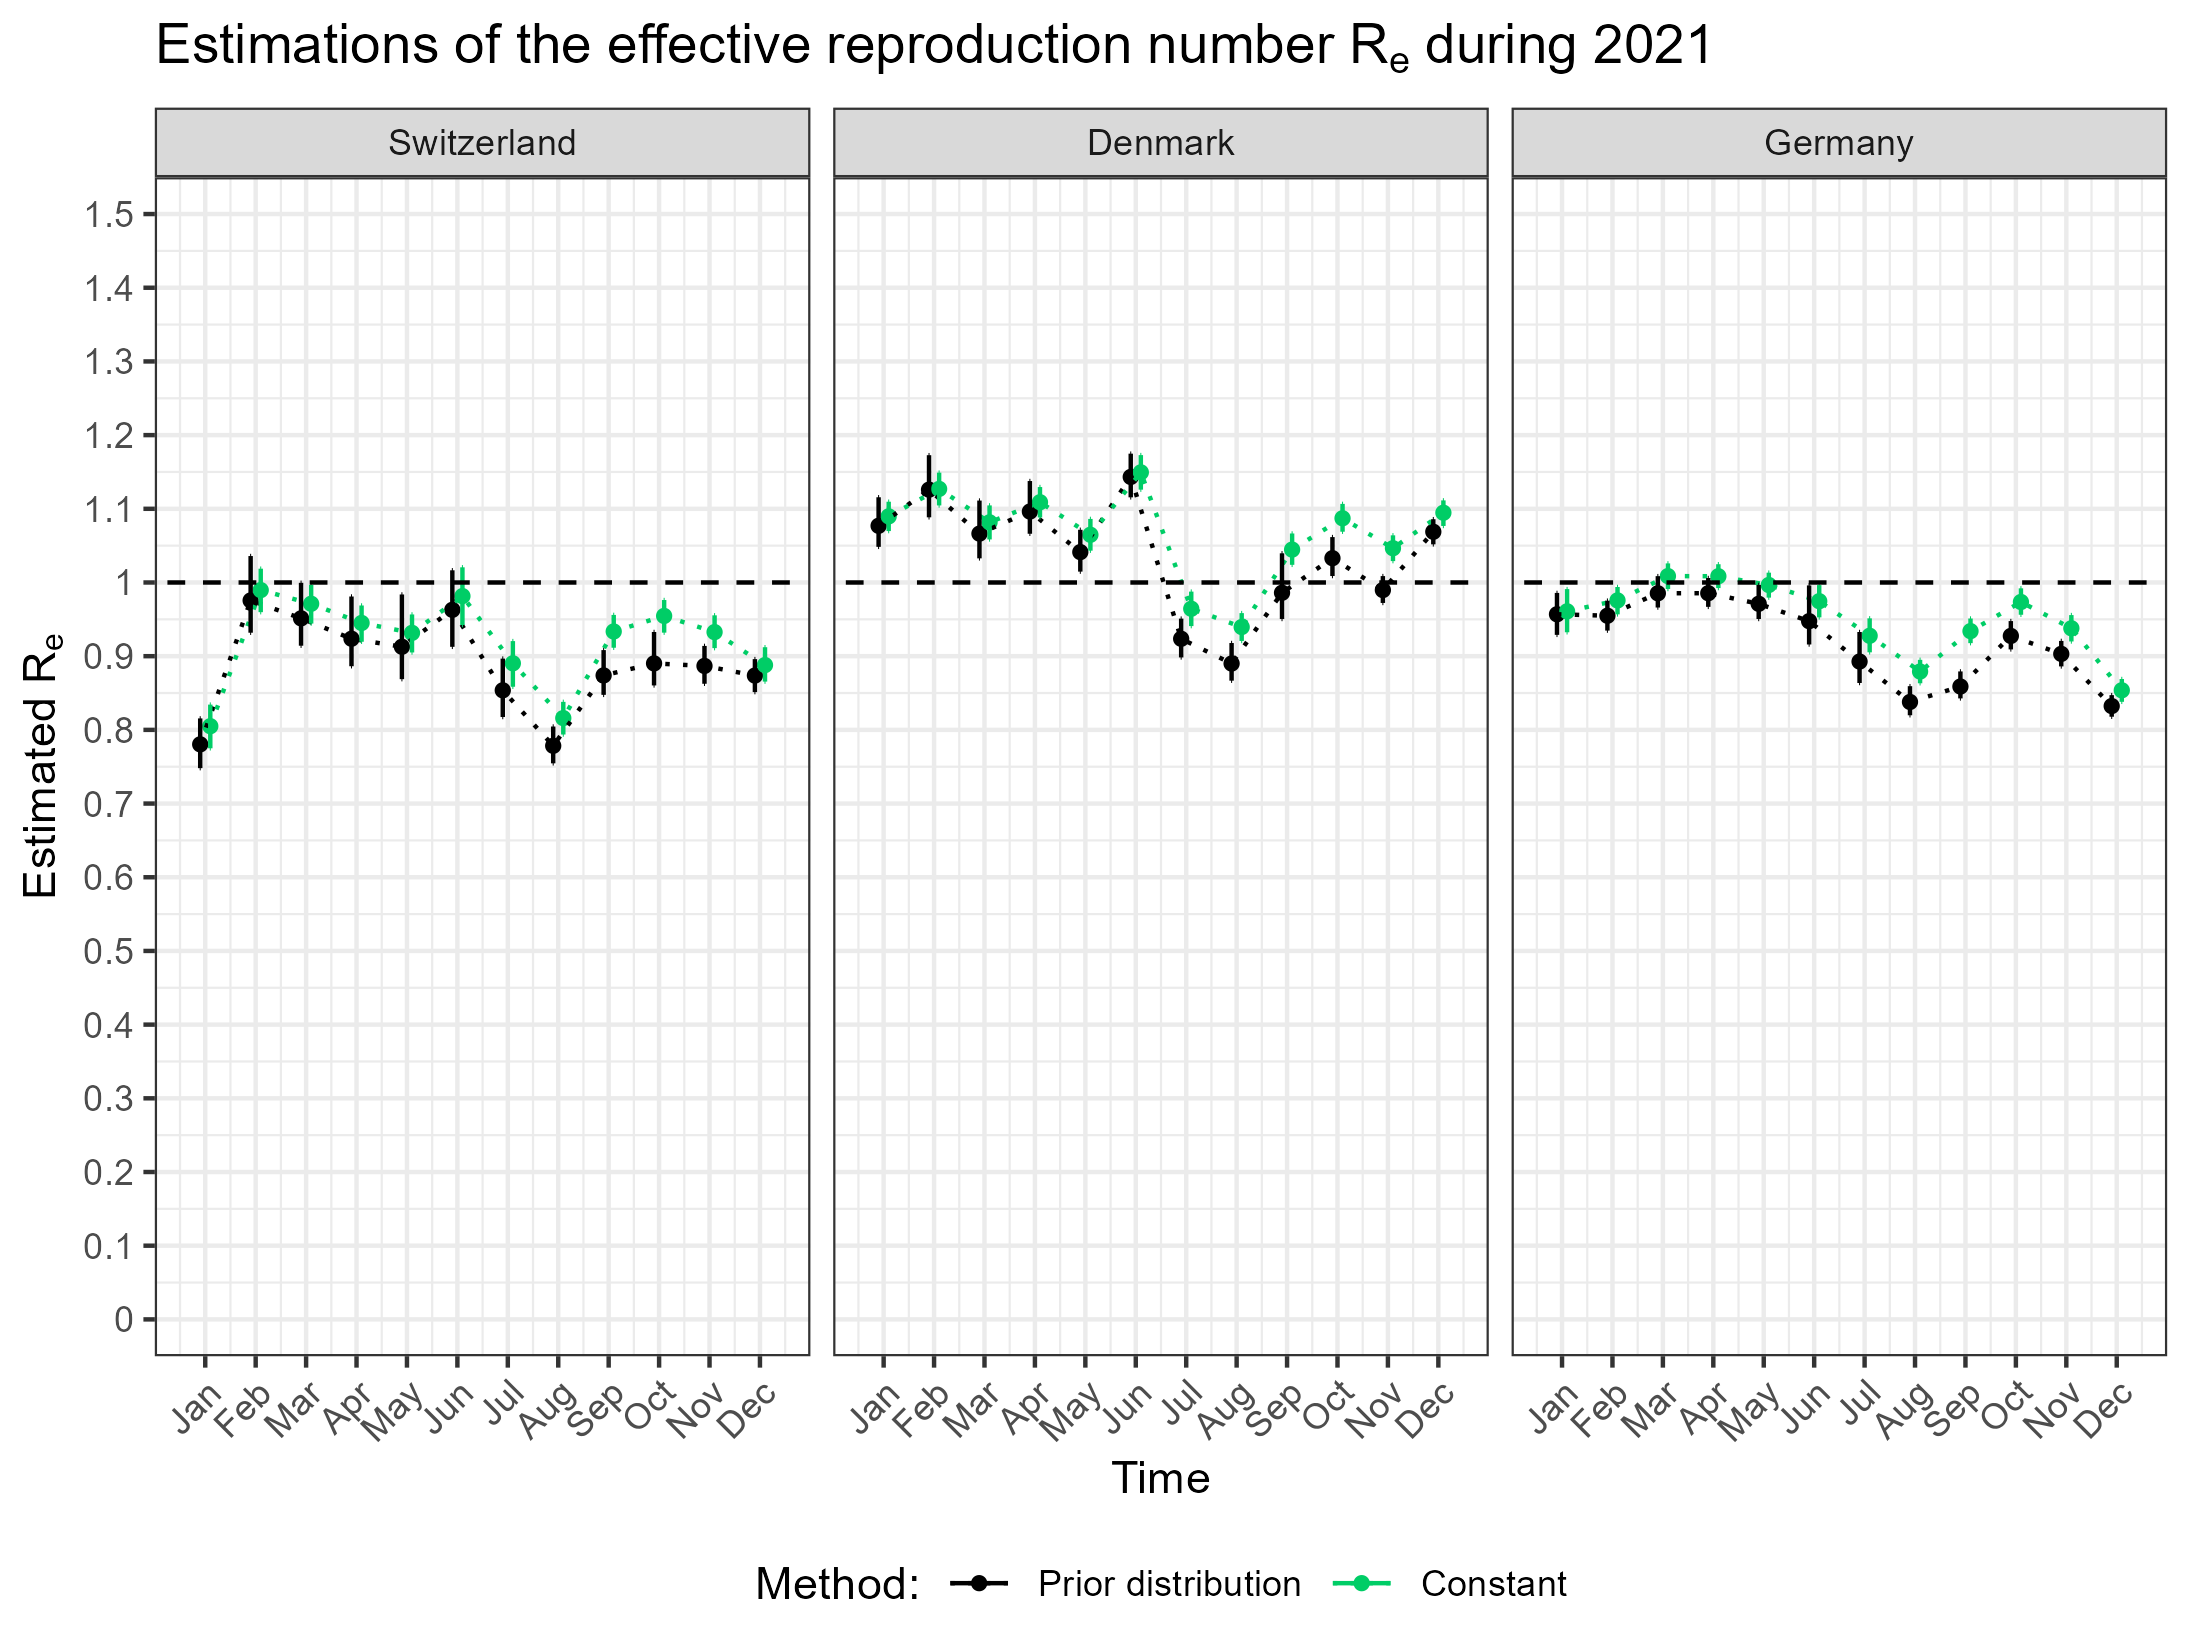 Estimations of the effective reproduction number Re during 2021
Switzerland
Denmark
Germany
Estimated Re
1.5
1.4
1.3
1.2
1.1
1
0.9
0.8
0.7
0.6
0.5
0.4
0.3
0.2
0.1
0
Jan Feb Mar Apr May Jun Jul Aug Sep Oct Nov Dec
Jan Feb Mar Apr May Jun Jul Aug Sep Oct Nov Dec
Jan Feb Mar Apr May Jun Jul Aug Sep Oct Nov Dec
Time
Method: Prior distribution Constant